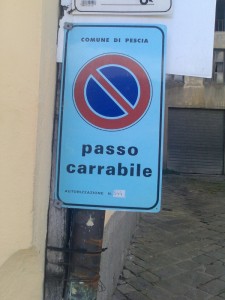 COMUNE DI PESCIA
passo
carrabile
AUTORIZZAZIONE N.